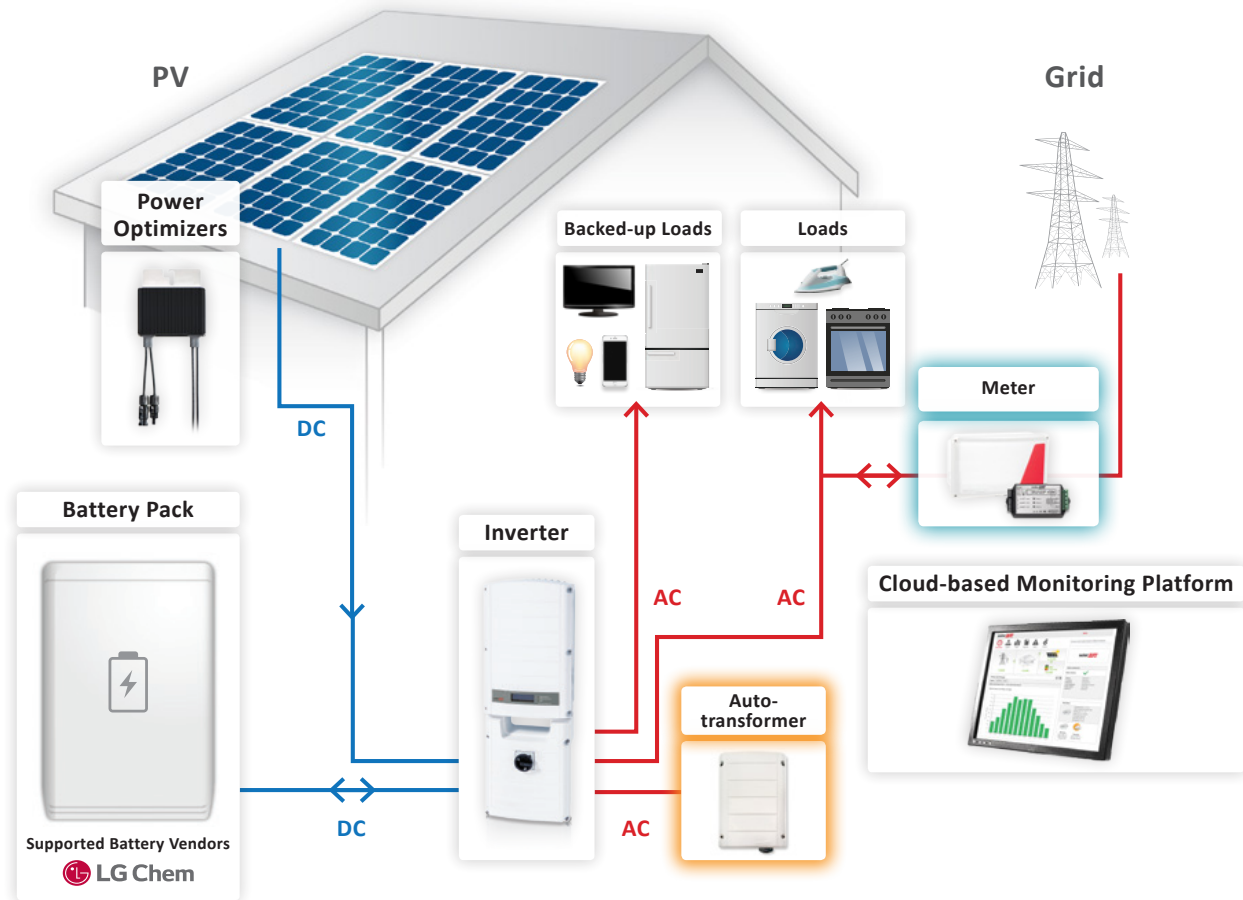 PV
Grid
Power
Optimizers
Backed-up Loads
Loads
Meter
DC
Battery Pack
Inverter
Cloud-based Monitoring Platform
AC
AC
Auto-
transformer
DC
AC
Supported Battery Vendors
LG Chem